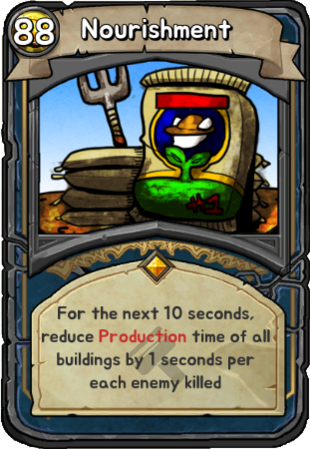 88
Nourishment
#1
For the next 10 seconds,
reduce Production time of all
buildings by 1 seconds per
each enemy killed